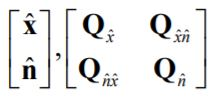 [x̂ n̂], [Q_x̂ Q_x̂n̂
Q_n̂x̂ Q_n̂]